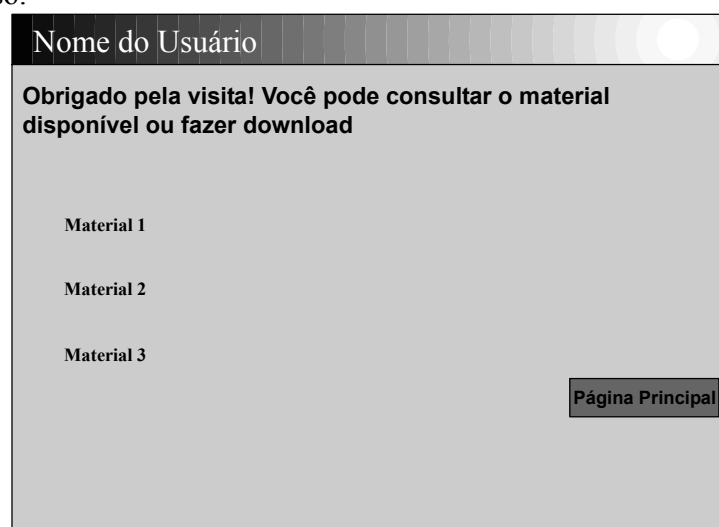 Nome do Usuário
Obrigado pela visita! Você pode consultar o material
disponível ou fazer download
Material 1
Material 2
Material 3
Página Principal